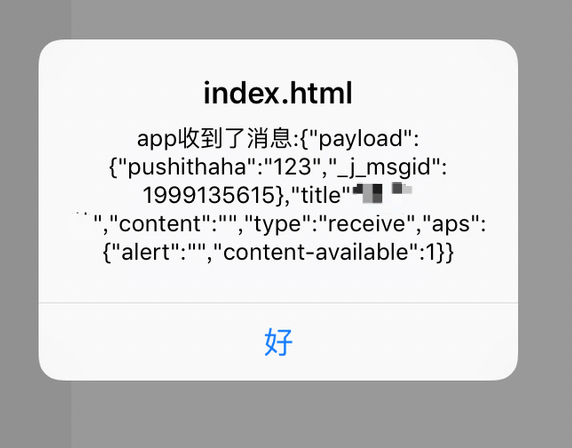 index.html
app收到了消息:{"payload":
{"pushithaha":"123","_j_msgid":
1999135615},"title"
","content":"","type":"receive","aps":
{"alert":"","content-available":1}}
好